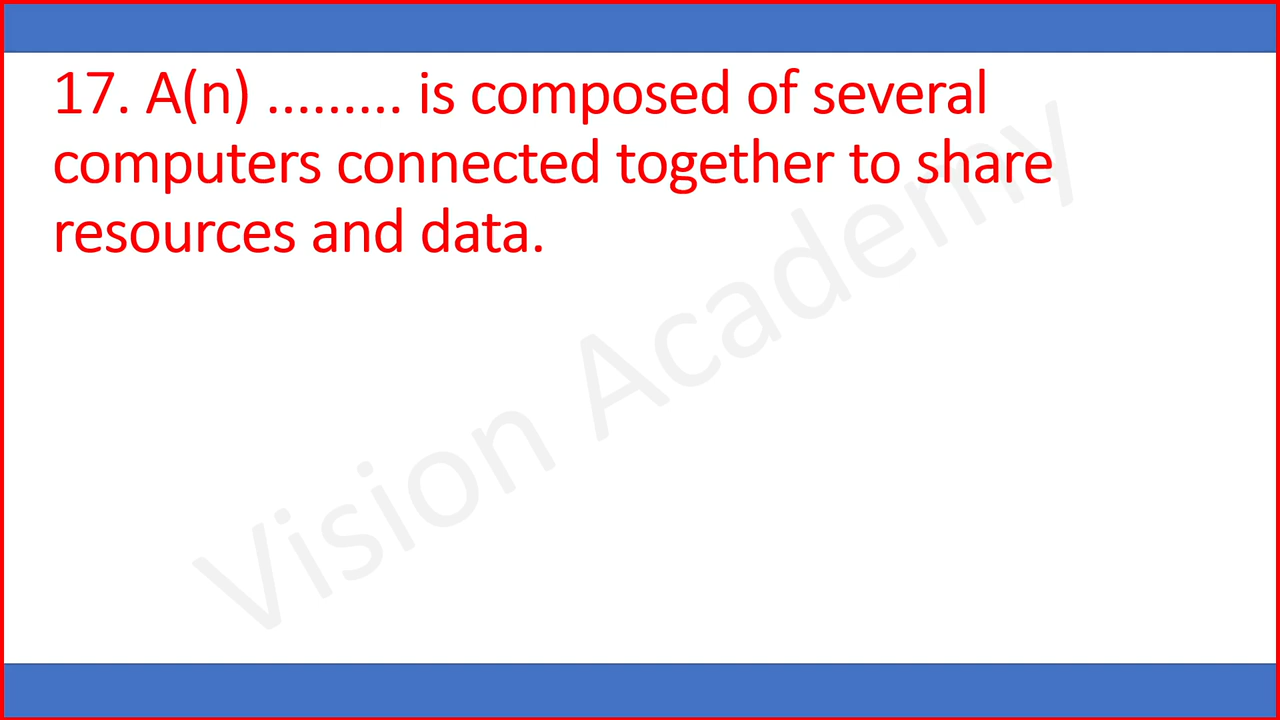 17. A(n) ......... is composed of several
computers connected together to share
resources and data.
Vision Academy